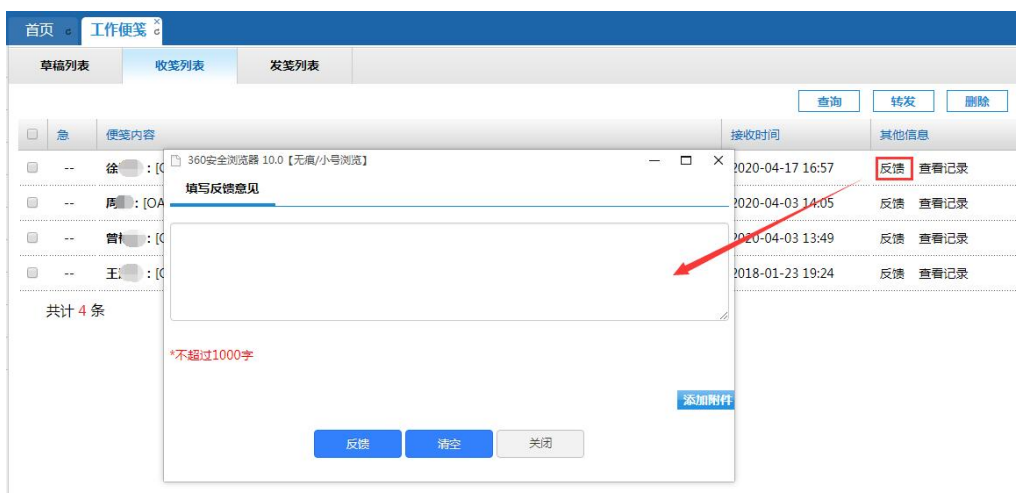 首页 工作便笺
草稿列表 收笺列表 发笺列表
查询 转发 删除
急 便笺内容 接收时间 其他信息
-- 徐 : [ 2020-04-17 16:57 反馈 查看记录
-- 周 : [OA 2020-04-03 14:05 反馈 查看记录
-- 曾 : [ 2020-04-03 13:49 反馈 查看记录
-- 王 : [ 2018-01-23 19:24 反馈 查看记录
共计 4 条
360安全浏览器 10.0【无痕/小号浏览】
填写反馈意见
*不超过1000字
添加附件
反馈 清空 关闭